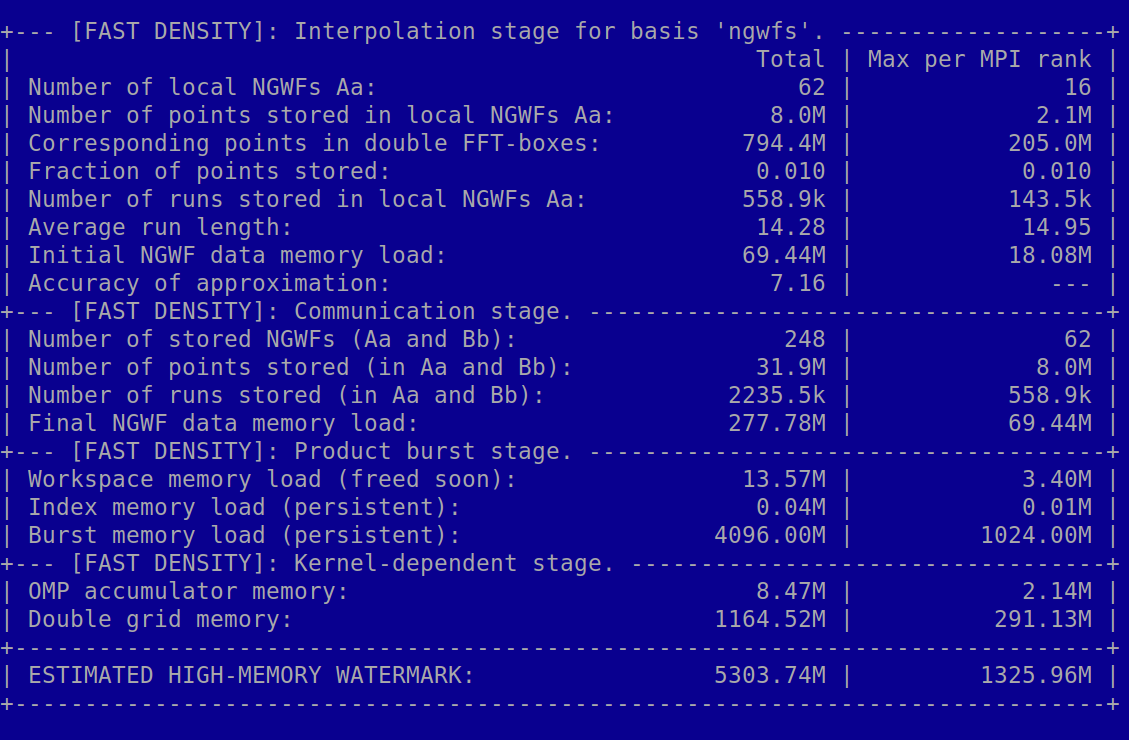 +--- [FAST DENSITY]: Interpolation stage for basis 'ngwfs'. -------------------+
|                                                     Total | Max per MPI rank |
| Number of local NGWFs Aa:                              62 |               16 |
| Number of points stored in local NGWFs Aa:           8.0M |             2.1M |
| Corresponding points in double FFT-boxes:          794.4M |           205.0M |
| Fraction of points stored:                          0.010 |            0.010 |
| Number of runs stored in local NGWFs Aa:           558.9k |           143.5k |
| Average run length:                                 14.28 |            14.95 |
| Initial NGWF data memory load:                     69.44M |           18.08M |
| Accuracy of approximation:                           7.16 |              --- |
+--- [FAST DENSITY]: Communication stage. -------------------------------------+
| Number of stored NGWFs (Aa and Bb):                   248 |               62 |
| Number of points stored (in Aa and Bb):             31.9M |             8.0M |
| Number of runs stored (in Aa and Bb):             2235.5k |           558.9k |
| Final NGWF data memory load:                      277.78M |           69.44M |
+--- [FAST DENSITY]: Product burst stage. -------------------------------------+
| Workspace memory load (freed soon):                13.57M |            3.40M |
| Index memory load (persistent):                     0.04M |            0.01M |
| Burst memory load (persistent):                  4096.00M |         1024.00M |
+--- [FAST DENSITY]: Kernel-dependent stage. ----------------------------------+
| OMP accumulator memory:                             8.47M |            2.14M |
| Double grid memory:                              1164.52M |          291.13M |
+------------------------------------------------------------------------------+
| ESTIMATED HIGH-MEMORY WATERMARK:                 5303.74M |         1325.96M |
+------------------------------------------------------------------------------+